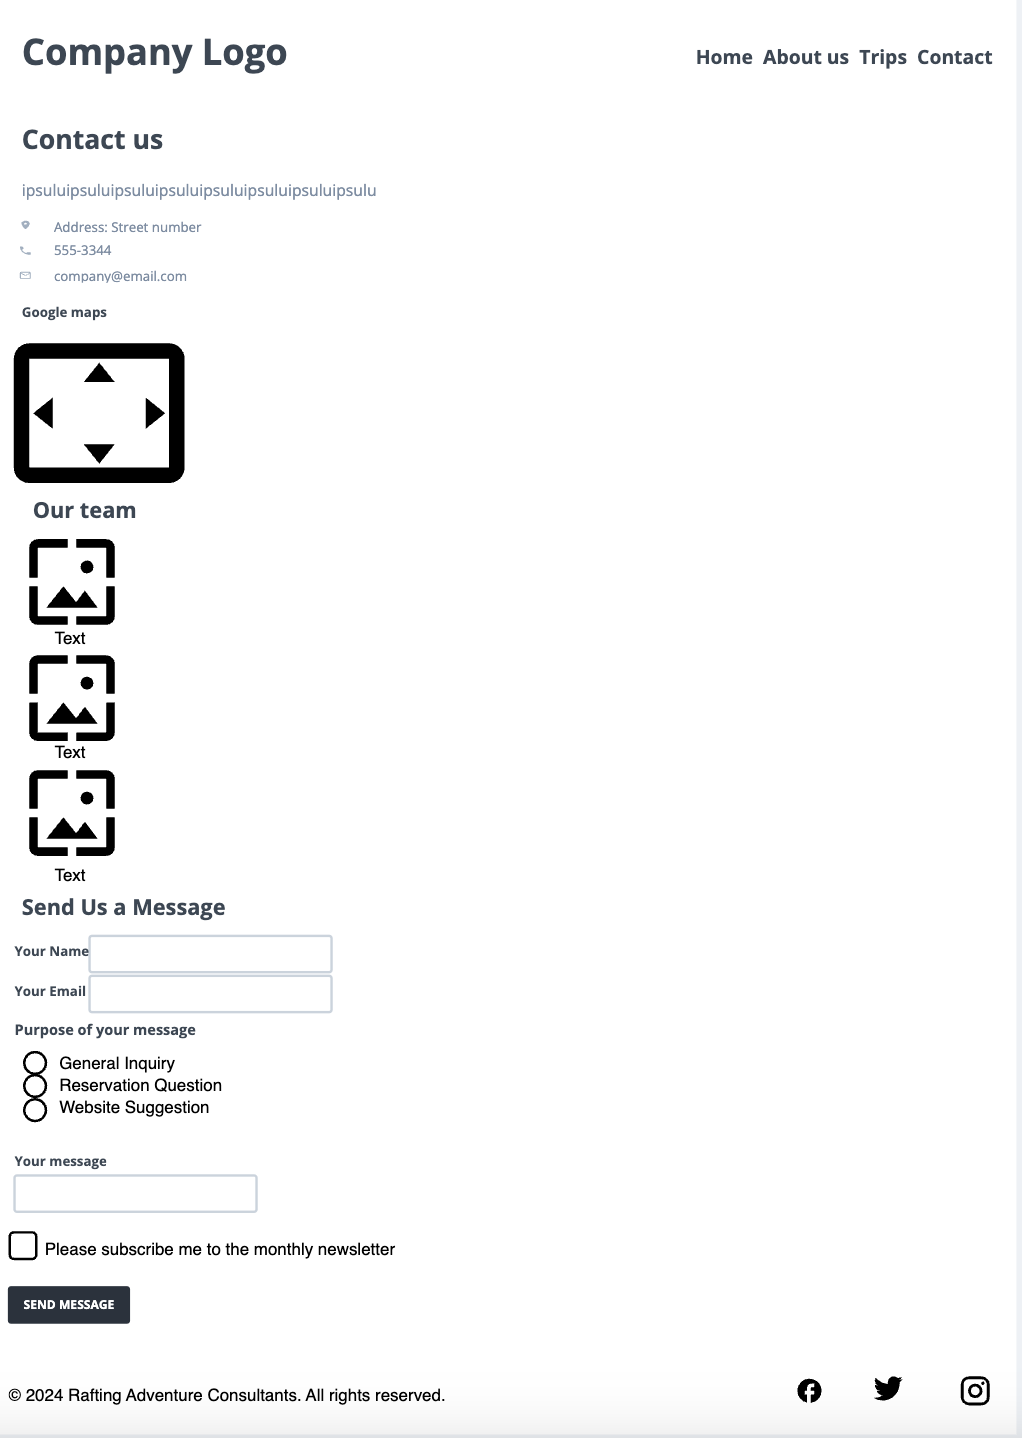 Company Logo
Home About us Trips Contact
Contact us
ipsuluipsuluipsuluipsuluipsuluipsuluipsuluipsulu
Address: Street number
555-3344
company@email.com
Google maps
Our team
Text
Text
Text
Send Us a Message
Your Name
Your Email
Purpose of your message
General Inquiry
Reservation Question
Website Suggestion
Your message
Please subscribe me to the monthly newsletter
SEND MESSAGE
© 2024 Rafting Adventure Consultants. All rights reserved.